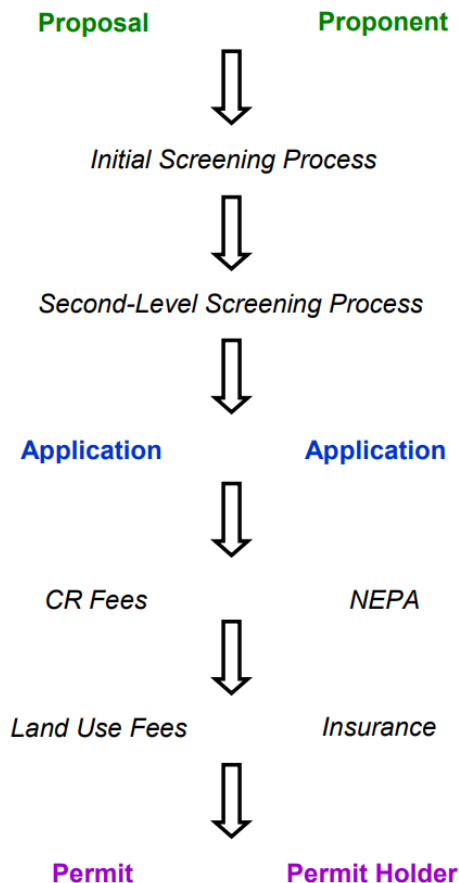 Proposal Proponent
Initial Screening Process
Second-Level Screening Process
Application Application
CR Fees NEPA
Land Use Fees Insurance
Permit Permit Holder